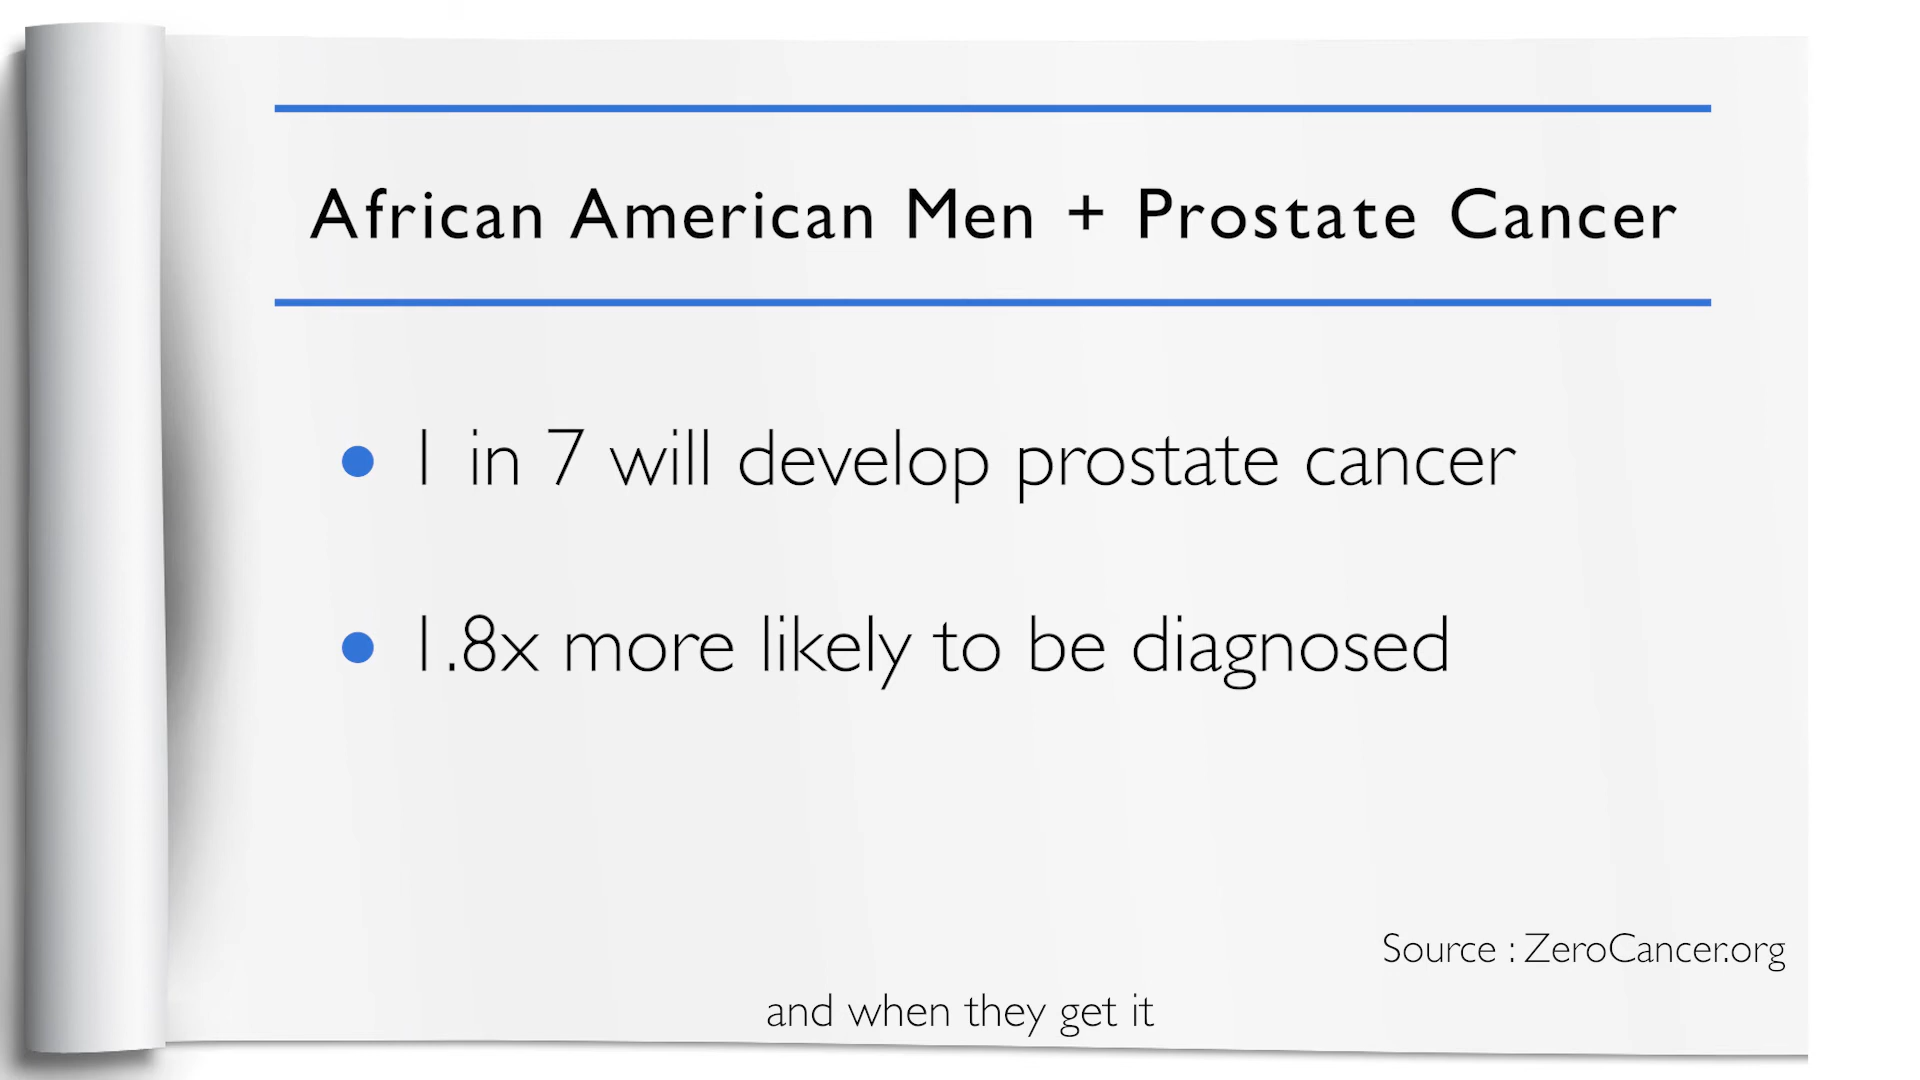 African American Men + Prostate Cancer
● 1 in 7 will develop prostate cancer
● 1.8x more likely to be diagnosed
Source : ZeroCancer.org
and when they get it